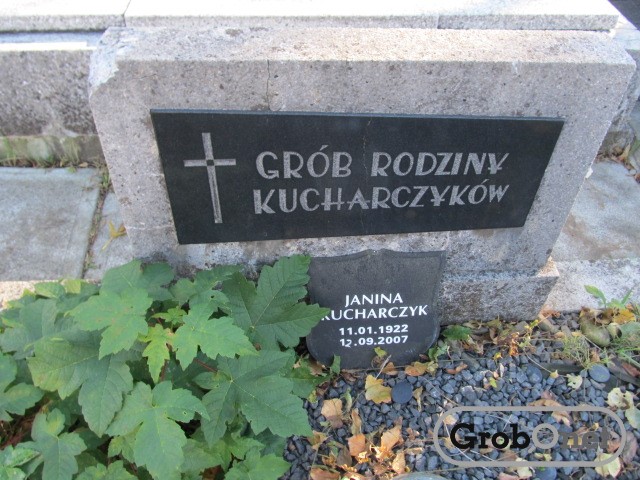 GRÓB RODZINY
KUCHARCZYKÓW
JANINA
KUCHARCZYK
11.01.1922
12.09.2007
GrobOnet